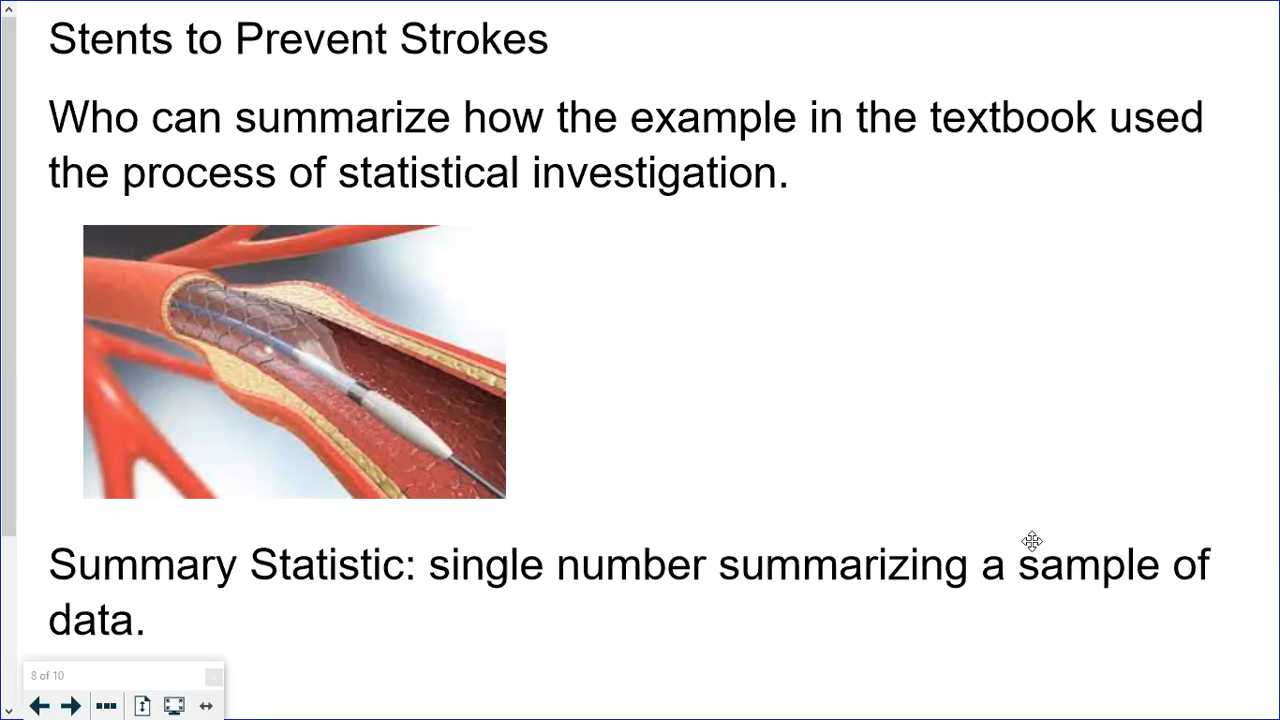 Stents to Prevent Strokes
Who can summarize how the example in the textbook used
the process of statistical investigation.
Summary Statistic: single number summarizing a sample of
data.
8 of 10